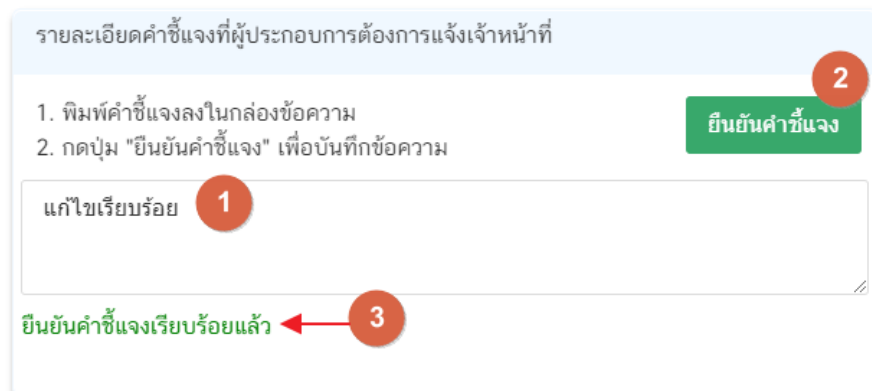 รายละเอียดคำชี้แจงที่ผู้ประกอบการต้องการแจ้งเจ้าหน้าที่
2
1. พิมพ์คำชี้แจงลงในกล่องข้อความ
ยืนยันคำชี้แจง
2. กดปุ่ม "ยืนยันคำชี้แจง" เพื่อบันทึกข้อความ
แก้ไขเรียบร้อย 1
ยืนยันคำชี้แจงเรียบร้อยแล้ว 3